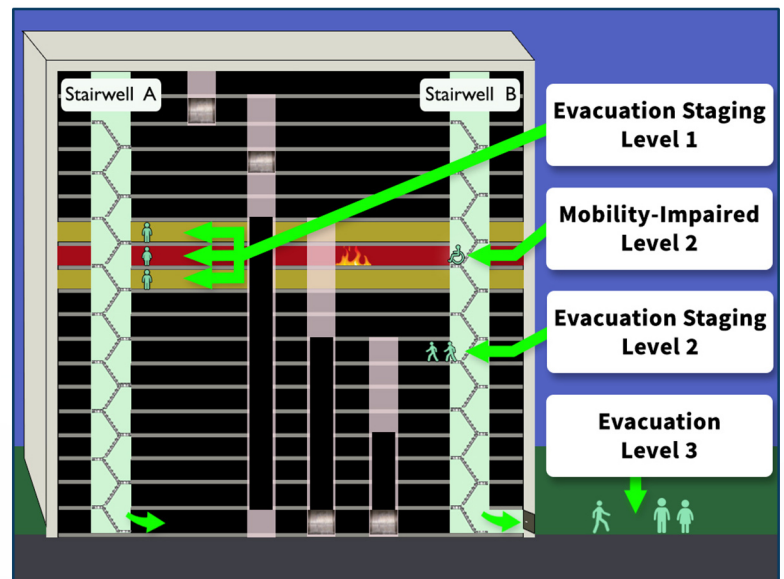 Stairwell A
Stairwell B
Evacuation Staging
Level 1
Mobility-Impaired
Level 2
Evacuation Staging
Level 2
Evacuation
Level 3